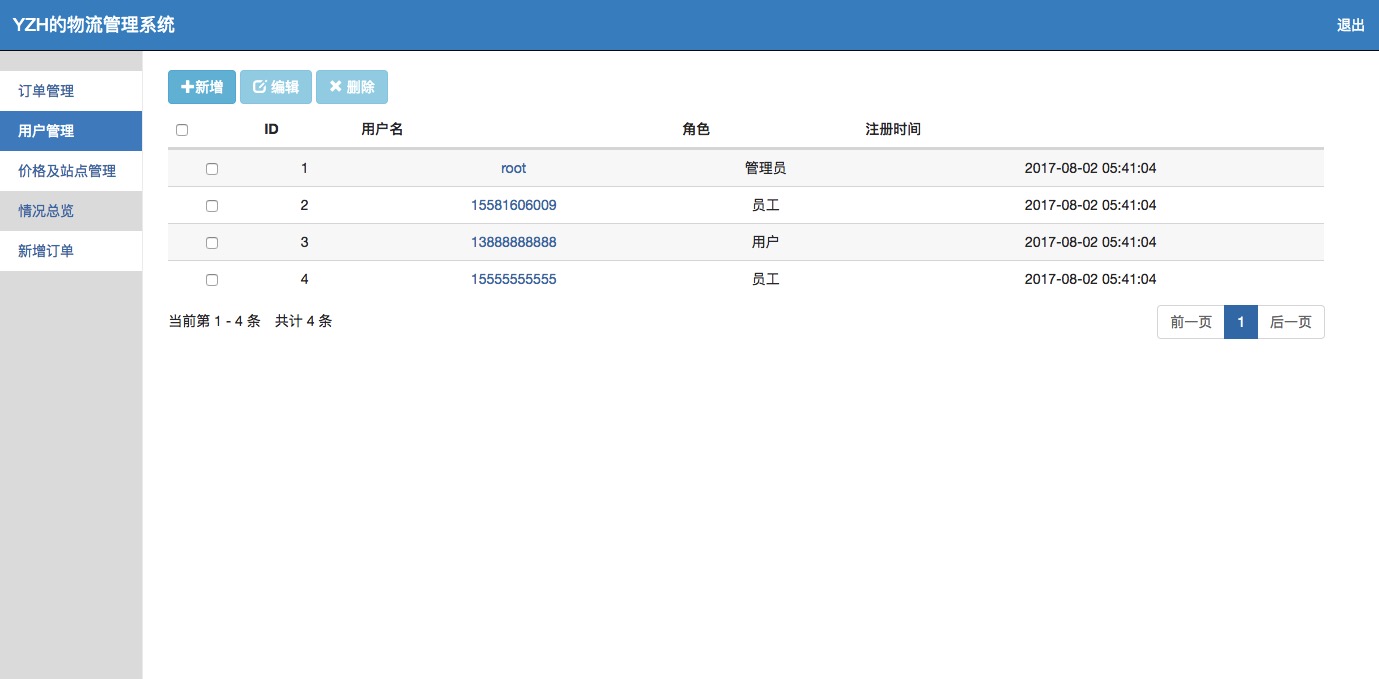 YZH的物流管理系统 退出
订单管理
用户管理
价格及站点管理
情况总览
新增订单
新增 编辑 删除
ID 用户名 角色 注册时间
1 root 管理员 2017-08-02 05:41:04
2 15581606009 员工 2017-08-02 05:41:04
3 13888888888 用户 2017-08-02 05:41:04
4 15555555555 员工 2017-08-02 05:41:04
当前第 1 - 4 条 共计 4 条 前一页 1 后一页